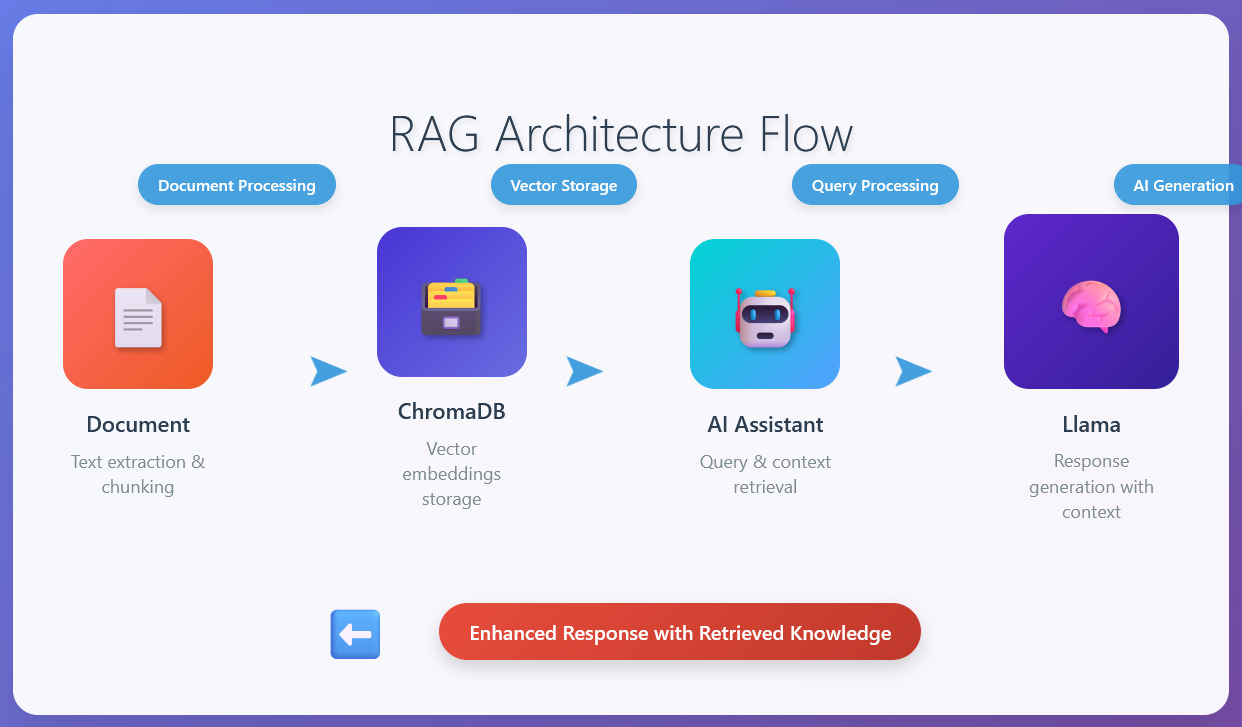 RAG Architecture Flow
Document Processing
Vector Storage
Query Processing
AI Generation
Document
Text extraction &
chunking
ChromaDB
Vector
embeddings
storage
AI Assistant
Query & context
retrieval
Llama
Response
generation with
context
Enhanced Response with Retrieved Knowledge